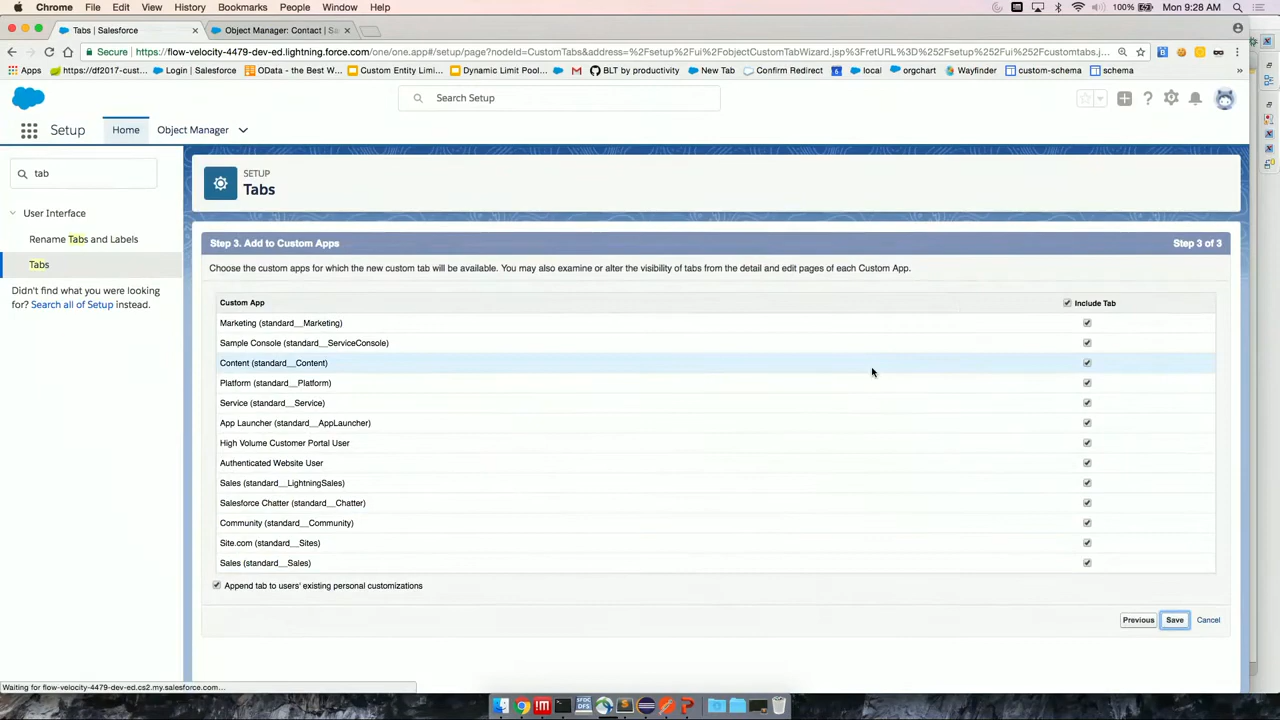 Chrome File Edit View History Bookmarks People Window Help 100% Mon 9:28 AM
Tabs | Salesforce
Object Manager: Contact | Sa
Secure https://flow-velocity-4479-dev-ed.lightning.force.com/one/one.app#/setup/page?nodeId=CustomTabs&address=%2Fsetup%2Fui%2FobjectCustomTabWizard.jsp%3FretURL%3D%252Fsetup%252Fui%252Fcustomtabs.j...
Apps https://df2017-cust... Login | Salesforce OData - the Best W... Custom Entity Limi... Dynamic Limit Pool... BLT by productivity New Tab Confirm Redirect local orgchart Wayfinder custom-schema schema »
Search Setup
Setup Home Object Manager
tab
User Interface
Rename Tabs and Labels
Tabs
Didn't find what you were looking
for? Search all of Setup instead.
SETUP
Tabs
Step 3. Add to Custom Apps Step 3 of 3
Choose the custom apps for which the new custom tab will be available. You may also examine or alter the visibility of tabs from the detail and edit pages of each Custom App.
Custom App Include Tab
Marketing (standard__Marketing)
Sample Console (standard__ServiceConsole)
Content (standard__Content)
Platform (standard__Platform)
Service (standard__Service)
App Launcher (standard__AppLauncher)
High Volume Customer Portal User
Authenticated Website User
Sales (standard__LightningSales)
Salesforce Chatter (standard__Chatter)
Community (standard__Community)
Site.com (standard__Sites)
Sales (standard__Sales)
Append tab to users' existing personal customizations
Previous Save Cancel
Waiting for flow-velocity-4479-dev-ed.cs2.my.salesforce.com...